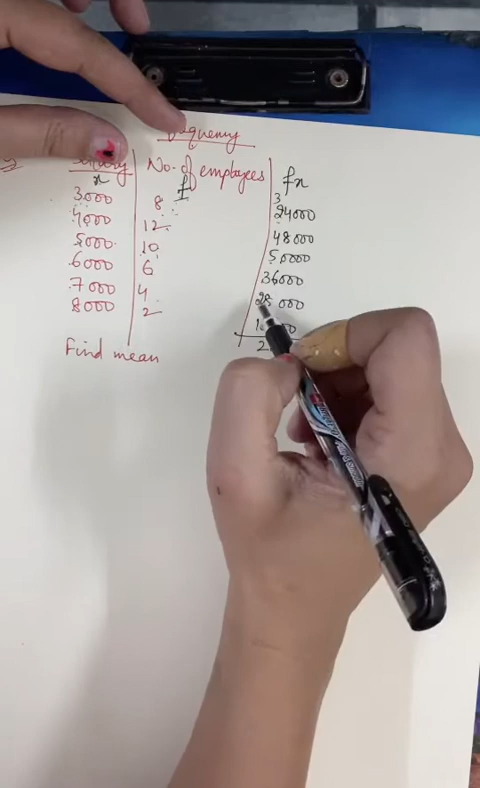 Salary No. of employees fx
x f 3
3000 8 24000
4000 12 48000
5000 10 50000
6000 6 36000
7000 4 28000
8000 2
Find mean